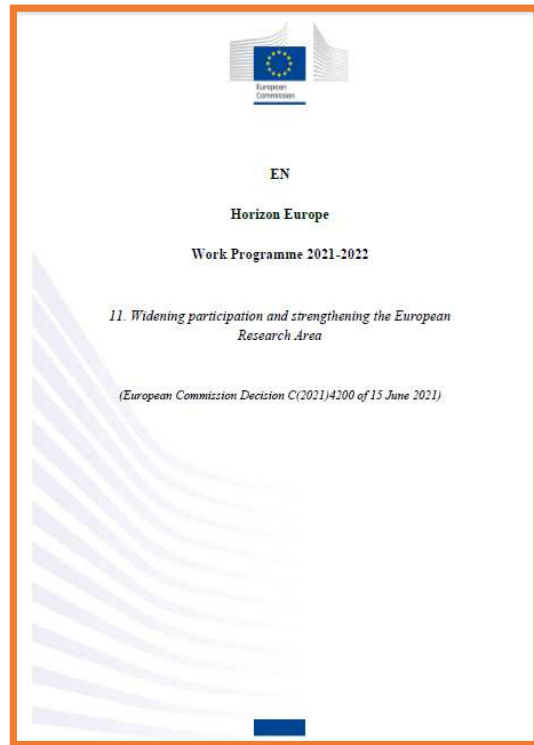 European
Commission
EN
Horizon Europe
Work Programme 2021-2022
11. Widening participation and strengthening the European
Research Area
(European Commission Decision C(2021)4200 of 15 June 2021)